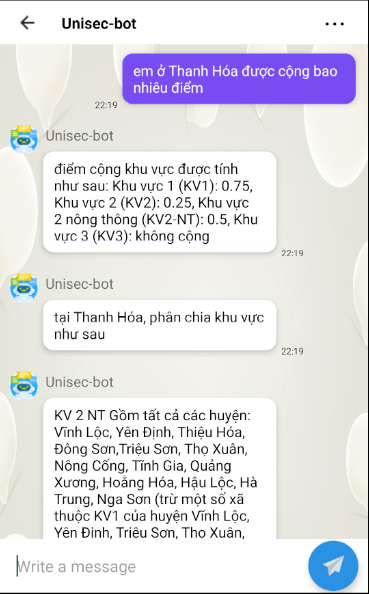 Unisec-bot
em ở Thanh Hóa được cộng bao
nhiêu điểm
22:19
Unisec-bot
điểm cộng khu vực được tính
như sau: Khu vực 1 (KV1): 0.75,
Khu vực 2 (KV2): 0.25, Khu vực
2 nông thông (KV2-NT): 0.5, Khu
vực 3 (KV3): không cộng
22:19
Unisec-bot
tại Thanh Hóa, phân chia khu vực
như sau
22:19
Unisec-bot
KV 2 NT Gồm tất cả các huyện:
Vĩnh Lộc, Yên Định, Thiệu Hóa,
Đông Sơn,Triệu Sơn, Thọ Xuân,
Nông Cống, Tĩnh Gia, Quảng
Xương, Hoằng Hóa, Hậu Lộc, Hà
Trung, Nga Sơn (trừ một số xã
thuộc KV1 của huyện Vĩnh Lộc,
Yên Định, Triệu Sơn, Thọ Xuân,
Write a message